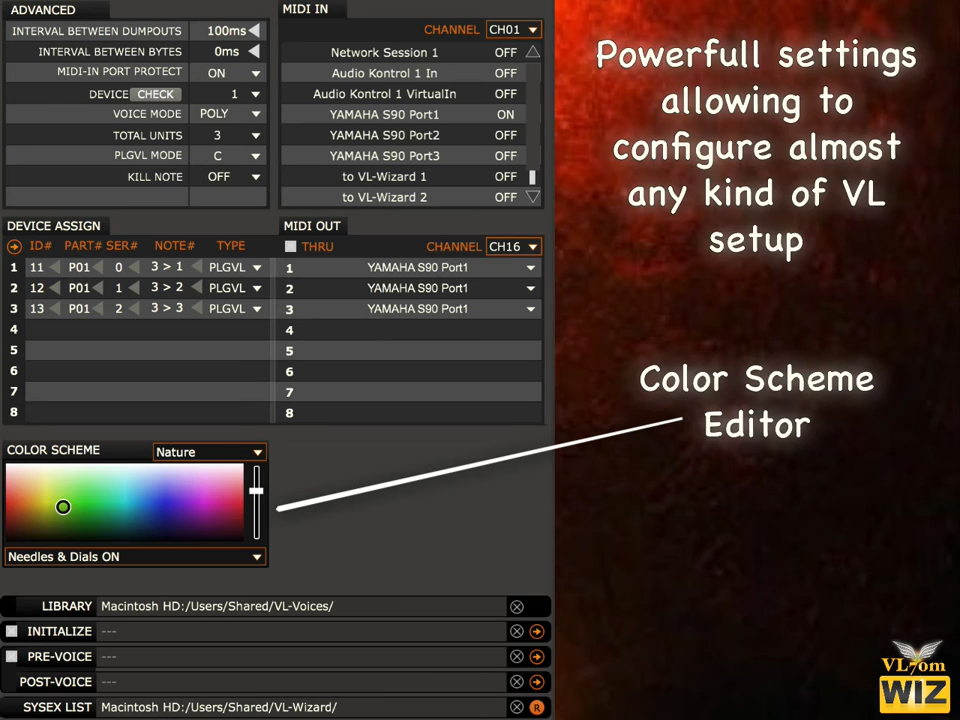 ADVANCED
INTERVAL BETWEEN DUMPOUTS 100ms
INTERVAL BETWEEN BYTES 0ms
MIDI-IN PORT PROTECT ON
DEVICE CHECK 1
VOICE MODE POLY
TOTAL UNITS 3
PLGVL MODE C
KILL NOTE OFF
MIDI IN
CHANNEL CH01
Network Session 1 OFF
Audio Kontrol 1 In OFF
Audio Kontrol 1 VirtualIn OFF
YAMAHA S90 Port1 ON
YAMAHA S90 Port2 OFF
YAMAHA S90 Port3 OFF
to VL-Wizard 1 OFF
to VL-Wizard 2 OFF
DEVICE ASSIGN
ID# PART# SER# NOTE# TYPE
1 11 P01 0 3 > 1 PLGVL
2 12 P01 1 3 > 2 PLGVL
3 13 P01 2 3 > 3 PLGVL
4
5
6
7
8
MIDI OUT
THRU CHANNEL CH16
1 YAMAHA S90 Port1
2 YAMAHA S90 Port1
3 YAMAHA S90 Port1
4
5
6
7
8
COLOR SCHEME Nature
Needles & Dials ON
LIBRARY Macintosh HD:/Users/Shared/VL-Voices/
INITIALIZE ---
PRE-VOICE ---
POST-VOICE ---
SYSEX LIST Macintosh HD:/Users/Shared/VL-Wizard/ R
Powerfull settings
allowing to
configure almost
any kind of VL
setup
Color Scheme
Editor
VL70m
WIZ